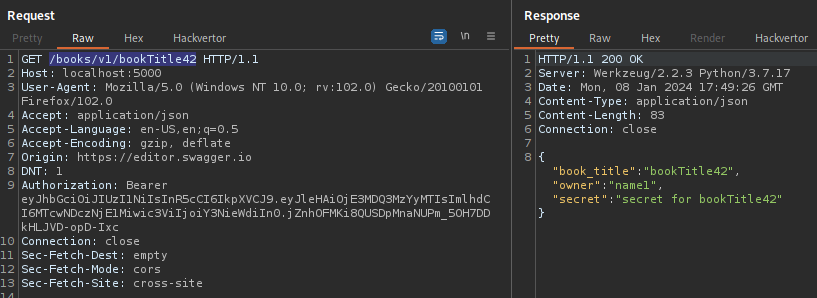 Request
Pretty Raw Hex Hackvertor \n
1 GET /books/v1/bookTitle42 HTTP/1.1
2 Host: localhost:5000
3 User-Agent: Mozilla/5.0 (Windows NT 10.0; rv:102.0) Gecko/20100101
Firefox/102.0
4 Accept: application/json
5 Accept-Language: en-US,en;q=0.5
6 Accept-Encoding: gzip, deflate
7 Origin: https://editor.swagger.io
8 DNT: 1
9 Authorization: Bearer
eyJhbGciOiJIUzI1NiIsInR5cCI6IkpXVCJ9.eyJleHAiOjE3MDQ3MzYyMTIsImlhdC
I6MTcwNDczNjE1Miwic3ViIjoiY3NieWdiIn0.jZnhOFMKi8QUSDpMnaNUPm_5OH7DD
kHLJVD-opD-Ixc
10 Connection: close
11 Sec-Fetch-Dest: empty
12 Sec-Fetch-Mode: cors
13 Sec-Fetch-Site: cross-site
14
Response
Pretty Raw Hex Render Hackvertor
1 HTTP/1.1 200 OK
2 Server: Werkzeug/2.2.3 Python/3.7.17
3 Date: Mon, 08 Jan 2024 17:49:26 GMT
4 Content-Type: application/json
5 Content-Length: 83
6 Connection: close
7
8 {
"book_title":"bookTitle42",
"owner":"name1",
"secret":"secret for bookTitle42"
}